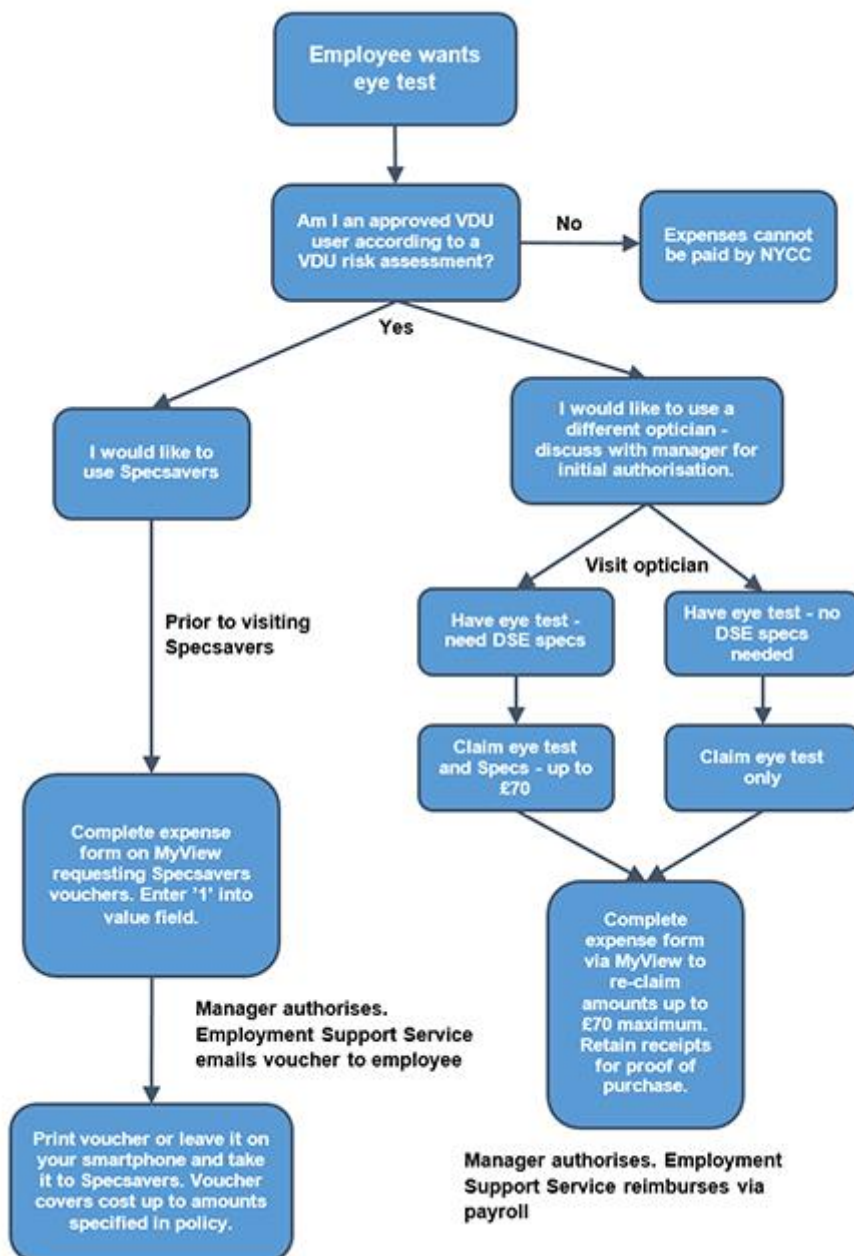 Employee wants
eye test
Am I an approved VDU
user according to a
VDU risk assessment?
No
Expenses cannot
be paid by NYCC
Yes
I would like to
use Specsavers
I would like to use a
different optician -
discuss with manager for
initial authorisation.
Visit optician
Prior to visiting
Specsavers
Have eye test -
need DSE specs
Have eye test - no
DSE specs
needed
Claim eye test
and Specs - up to
£70
Claim eye test
only
Complete expense
form on MyView
requesting Specsavers
vouchers. Enter '1' into
value field.
Complete
expense form
via MyView to
re-claim
amounts up to
£70 maximum.
Retain receipts
for proof of
purchase.
Manager authorises.
Employment Support Service
emails voucher to employee
Print voucher or leave it on
your smartphone and take
it to Specsavers. Voucher
covers cost up to amounts
specified in policy.
Manager authorises. Employment
Support Service reimburses via
payroll